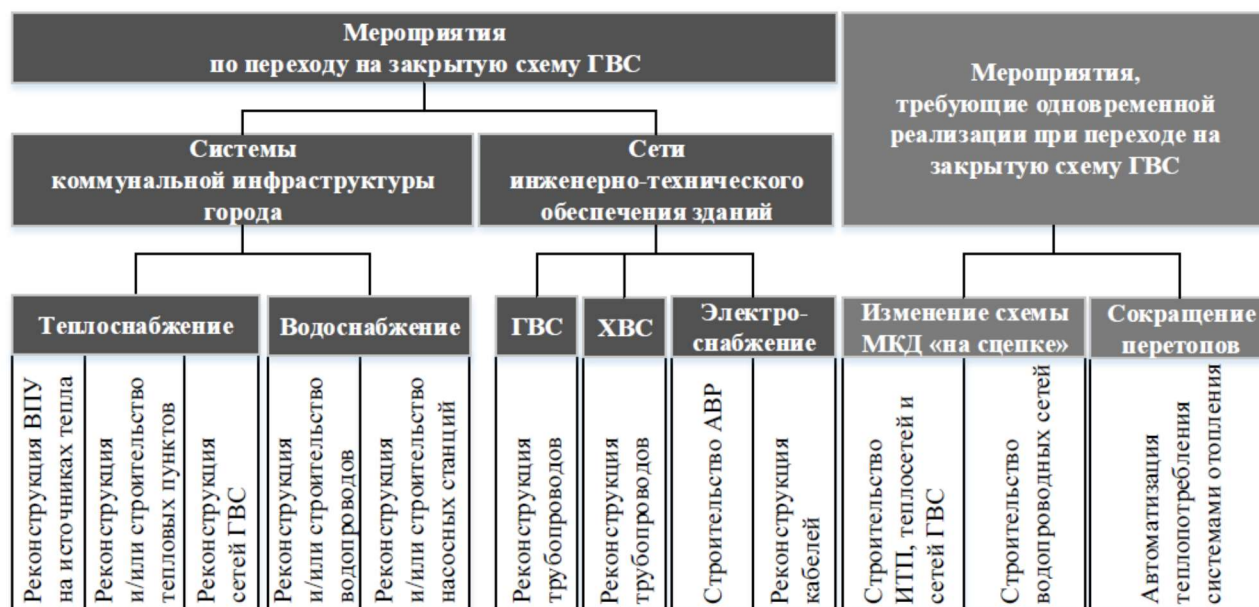 Мероприятия
по переходу на закрытую схему ГВС
Мероприятия,
требующие одновременной
реализации при переходе на
закрытую схему ГВС
Системы
коммунальной инфраструктуры
города
Сети
инженерно-технического
обеспечения зданий
Теплоснабжение
Водоснабжение
ГВС
ХВС
Электро-
снабжение
Изменение схемы
МКД «на сцепке»
Сокращение
перетопов
Реконструкция ВПУ
на источниках тепла
Реконструкция
и/или строительство
тепловых пунктов
Реконструкция
сетей ГВС
Реконструкция
и/или строительство
водопроводов
Реконструкция
и/или строительство
насосных станций
Реконструкция
трубопроводов
Реконструкция
трубопроводов
Строительство АВР
Реконструкция
кабелей
Строительство
ИТП, теплосетей и
сетей ГВС
Строительство
водопроводных сетей
Автоматизация
теплопотребления
системами отопления